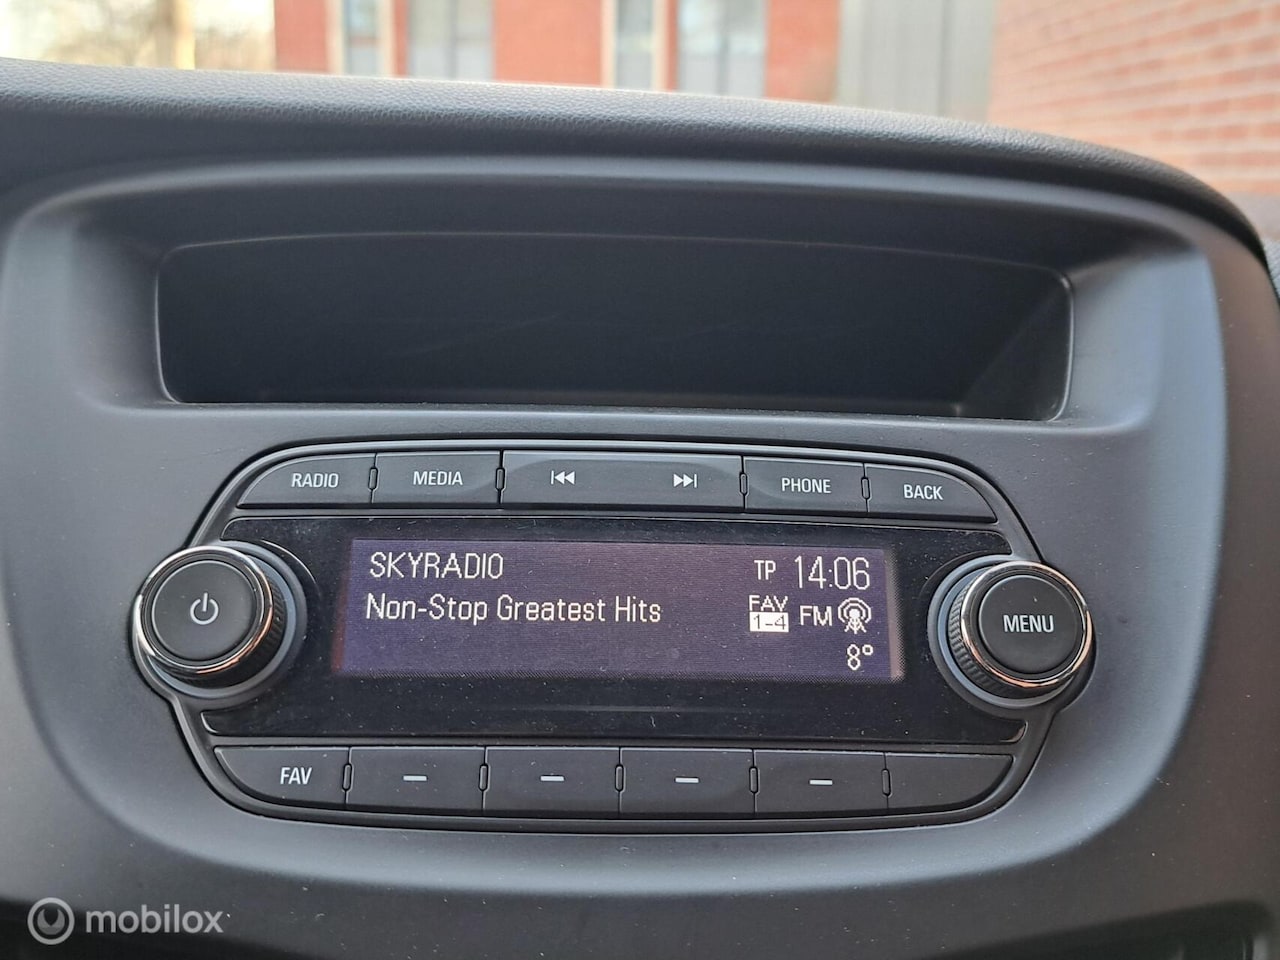 RADIO MEDIA PHONE BACK
SKYRADIO TP 14:06
Non-Stop Greatest Hits FAV 1-4 FM
8°
MENU
FAV
mobilox